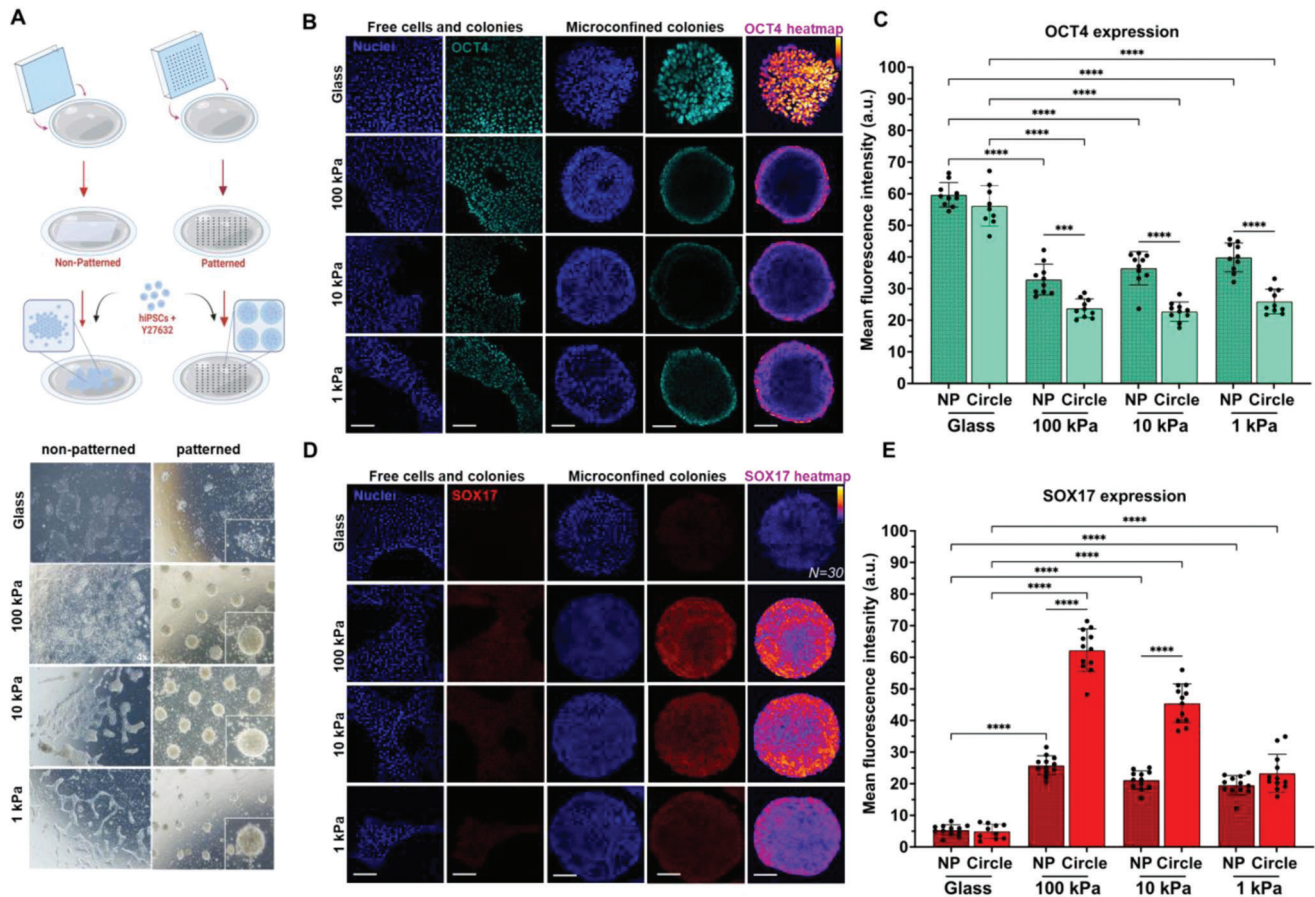 A
Non-Patterned
Patterned
hiPSCs +
Y27632
non-patterned
patterned
Glass
100 kPa
4x
10 kPa
1 kPa
B
Free cells and colonies
Microconfined colonies
OCT4 heatmap
Nuclei
OCT4
Glass
100 kPa
10 kPa
1 kPa
C
OCT4 expression
Mean fluorescence intensity (a.u.)
100
90
80
70
60
50
40
30
20
10
0
****
****
****
****
****
****
***
****
****
NP Circle
NP Circle
NP Circle
NP Circle
Glass
100 kPa
10 kPa
1 kPa
D
Free cells and colonies
Microconfined colonies
SOX17 heatmap
Nuclei
SOX17
Glass
N=30
100 kPa
10 kPa
1 kPa
E
SOX17 expression
Mean fluorescence intesnity (a.u.)
100
90
80
70
60
50
40
30
20
10
0
****
****
****
****
****
****
****
****
NP Circle
NP Circle
NP Circle
NP Circle
Glass
100 kPa
10 kPa
1 kPa